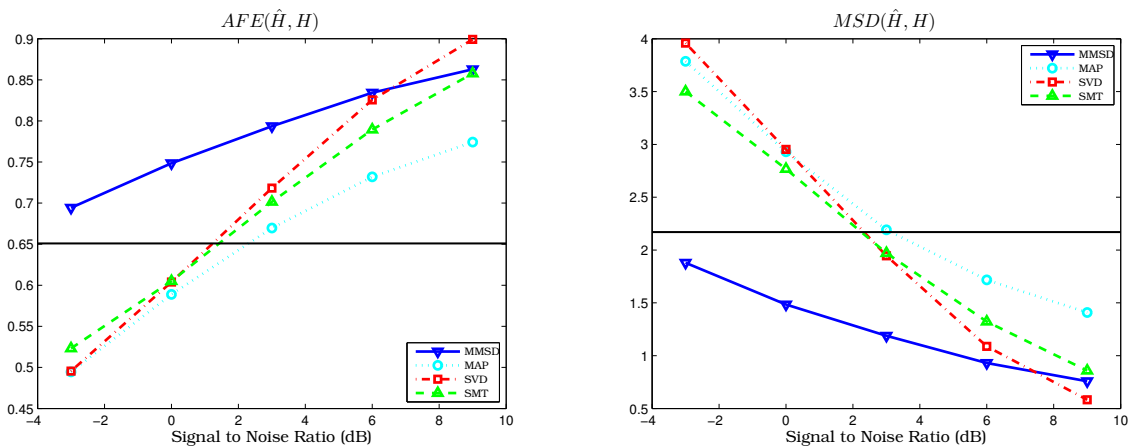 AFE(Ĥ, H)
0.9
0.85
0.8
0.75
0.7
0.65
0.6
0.55
0.5
0.45
−4 −2 0 2 4 6 8 10
Signal to Noise Ratio (dB)
MMSD
MAP
SVD
SMT
MSD(Ĥ, H)
4
3.5
3
2.5
2
1.5
1
0.5
−4 −2 0 2 4 6 8 10
Signal to Noise Ratio (dB)
MMSD
MAP
SVD
SMT